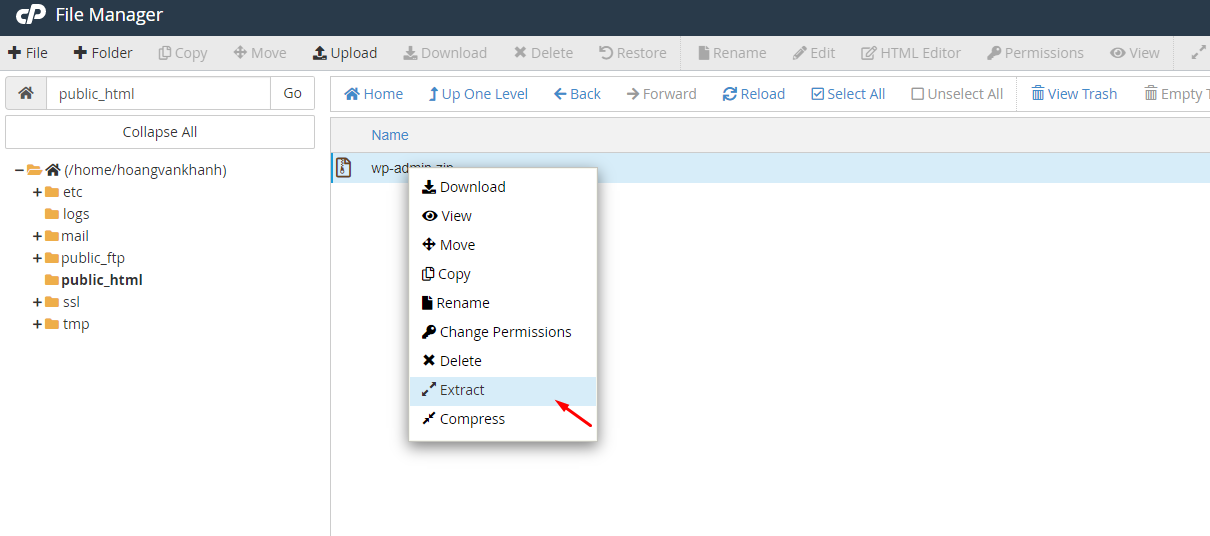 cP File Manager
File Folder Copy Move Upload Download Delete Restore Rename Edit HTML Editor Permissions View
public_html Go Home Up One Level Back Forward Reload Select All Unselect All View Trash Empty T
Collapse All
Name
(/home/hoangvankhanh)
etc
logs
mail
public_ftp
public_html
ssl
tmp
wp-admin.zip
Download
View
Move
Copy
Rename
Change Permissions
Delete
Extract
Compress